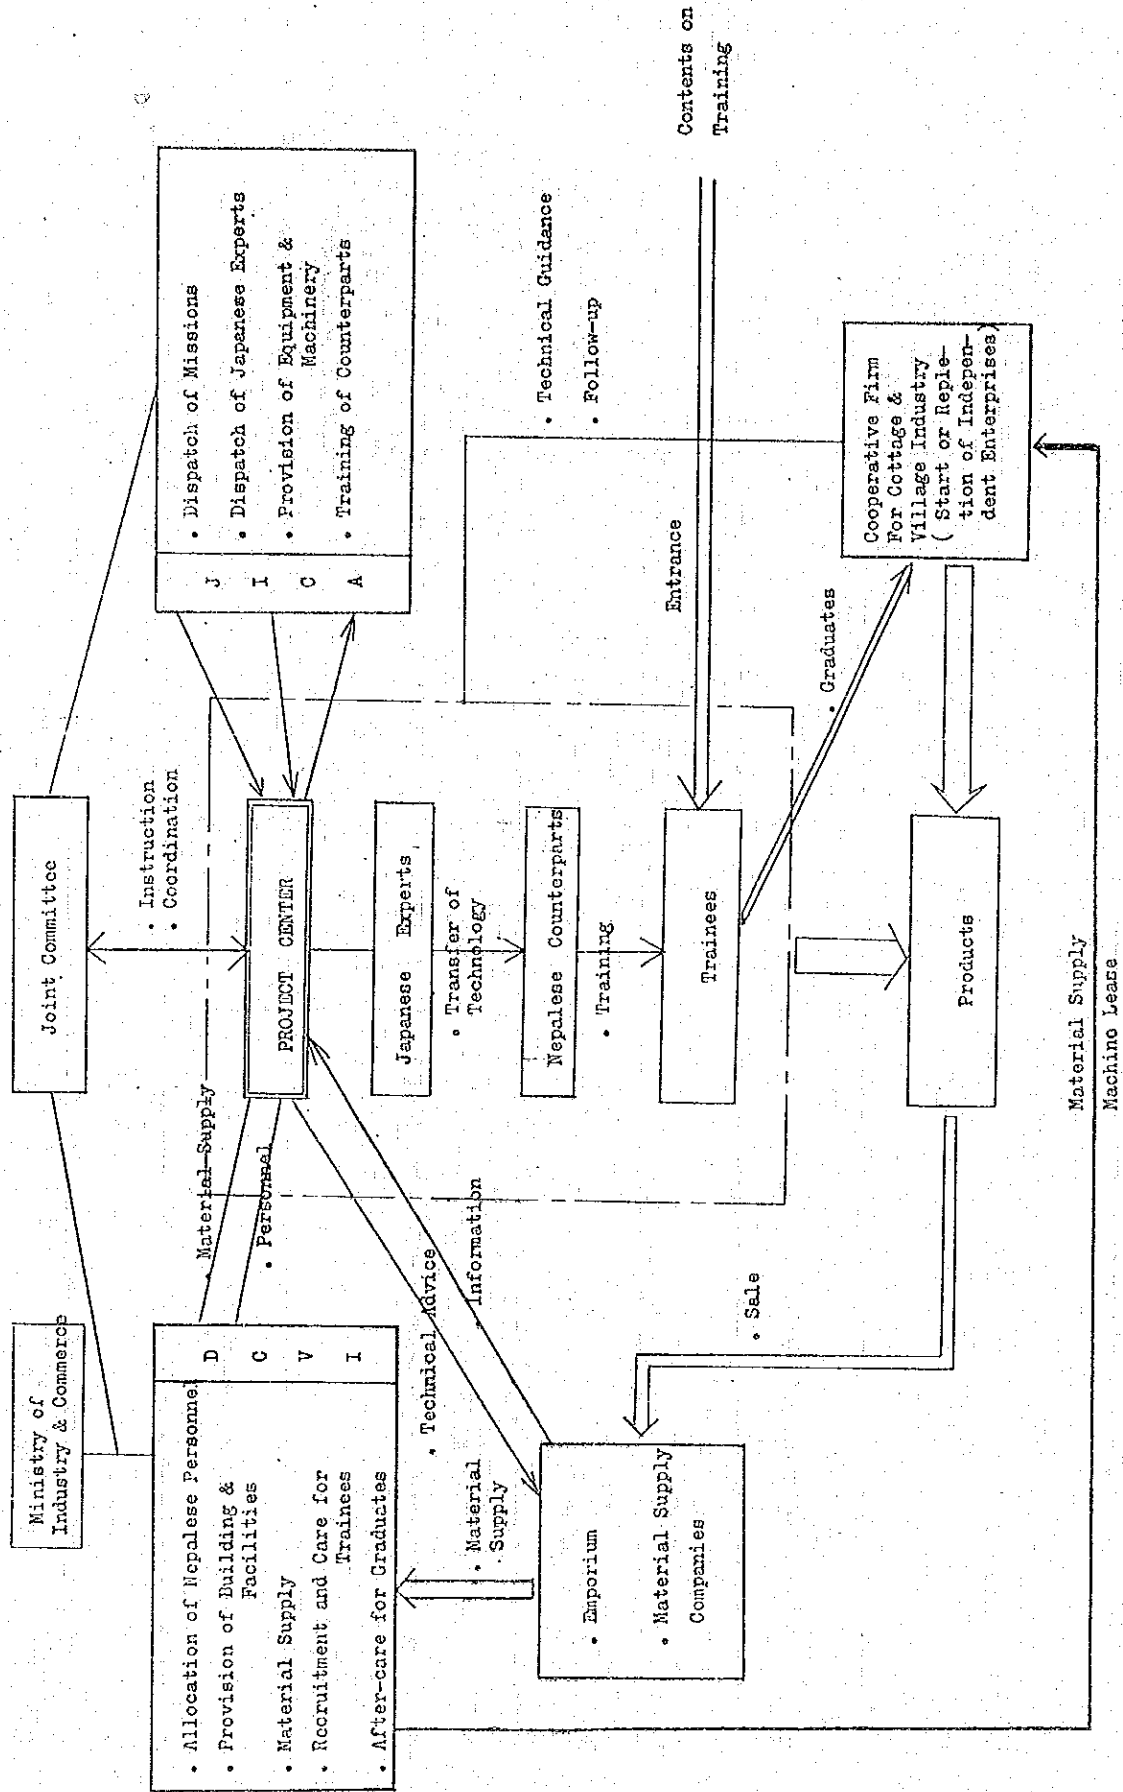 Ministry of
Industry & Commerce
Joint Committee
• Instruction
• Coordination
D
C
V
I
• Allocation of Nepalese Personnel
• Provision of Building &
Facilities
• Material Supply
• Recruitment and Care for
Trainees
• After-care for Graduates
• Material Supply
• Personnel
PROJECT CENTER
J
I
C
A
• Dispatch of Missions
• Dispatch of Japanese Experts
• Provision of Equipment &
Machinery
• Training of Counterparts
Japanese Experts
• Transfer of
Technology
Nepalese Counterparts
• Training
Trainees
• Technical Advice
• Information
• Material
Supply
• Emporium
• Material Supply
Companies
• Sale
• Technical Guidance
• Follow-up
Entrance
Contents on
Training
• Graduates
Cooperative Firm
For Cottage &
Village Industry
( Start or Reple-
tion of Indepen-
dent Enterprises)
Products
Material Supply
Machino Lease